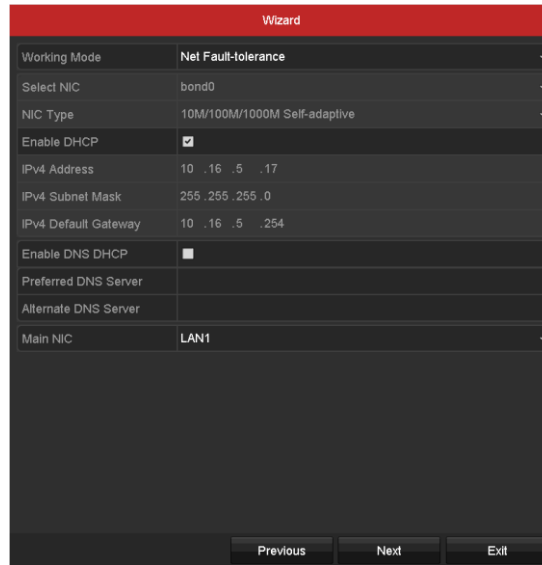 Wizard
Working Mode Net Fault-tolerance
Select NIC bond0
NIC Type 10M/100M/1000M Self-adaptive
Enable DHCP
IPv4 Address 10 .16 .5 .17
IPv4 Subnet Mask 255 .255 .255 .0
IPv4 Default Gateway 10 .16 .5 .254
Enable DNS DHCP
Preferred DNS Server
Alternate DNS Server
Main NIC LAN1
Previous Next Exit